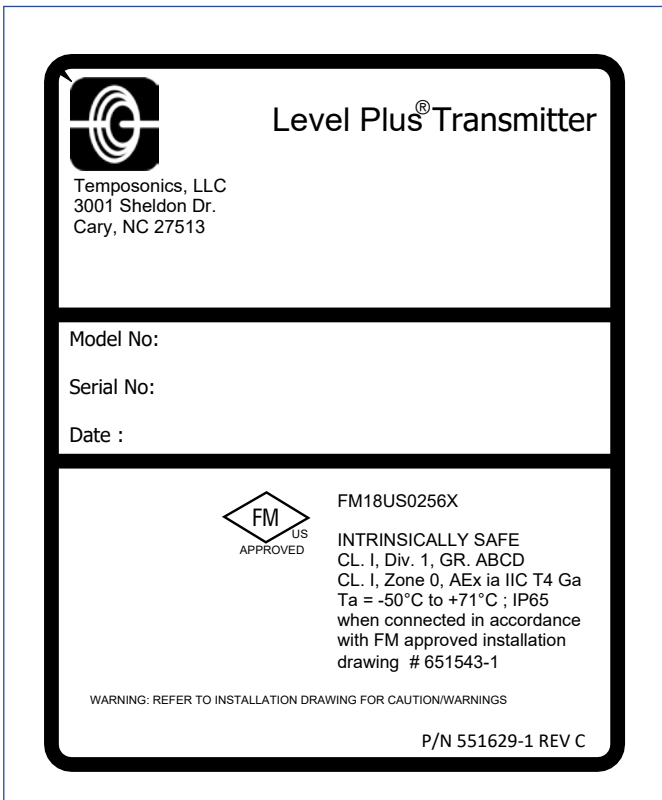 Level Plus® Transmitter
Temposonics, LLC
3001 Sheldon Dr.
Cary, NC 27513
Model No:
Serial No:
Date :
FM
US
APPROVED
FM18US0256X
INTRINSICALLY SAFE
CL. I, Div. 1, GR. ABCD
CL. I, Zone 0, AEx ia IIC T4 Ga
Ta = -50°C to +71°C ; IP65
when connected in accordance
with FM approved installation
drawing # 651543-1
WARNING: REFER TO INSTALLATION DRAWING FOR CAUTION/WARNINGS
P/N 551629-1 REV C